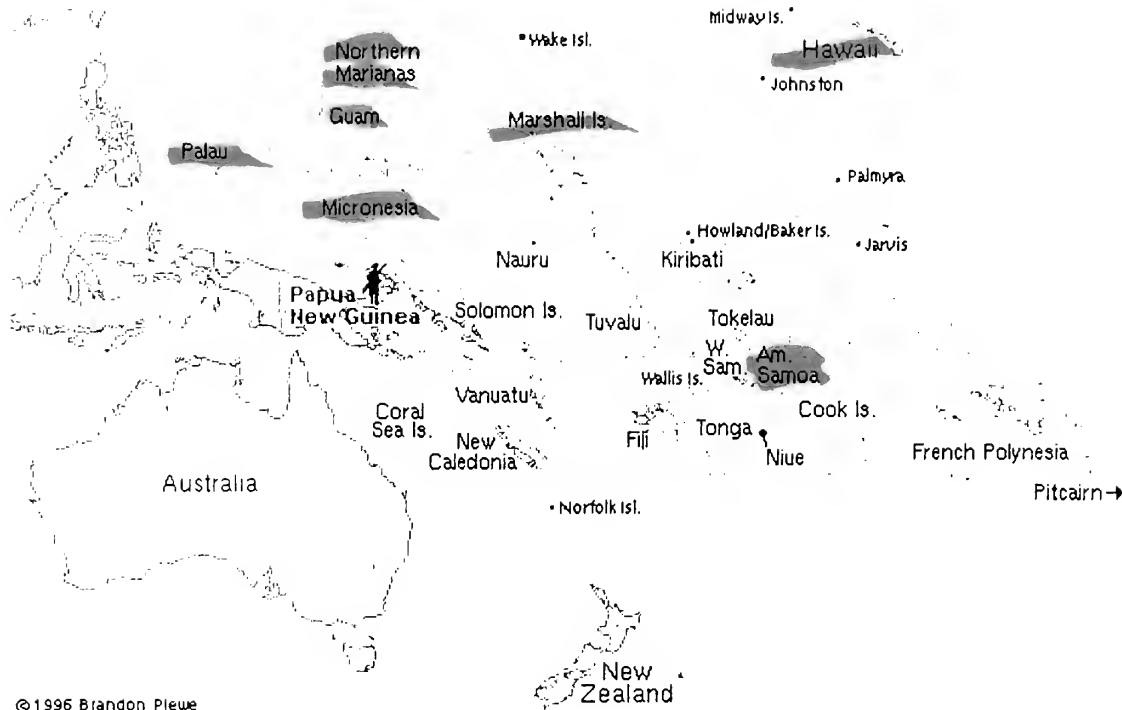 Midway Is.
Northern
Marianas
Wake Isl.
Hawaii
Johnston
Guam
Marshall Is.
Palau
Palmyra
Micronesia
Howland/Baker Is.
Nauru
Kiribati
Jarvis
Papua
New Guinea
Solomon Is.
Tuvalu
Tokelau
W.
Sam.
Am.
Samoa
Wallis Is.
Vanuatu
Coral
Sea Is.
Cook Is.
Fiji
Tonga
New
Caledonia
Niue
French Polynesia
Australia
Pitcairn→
Norfolk Isl.
New
Zealand
©1996 Brandon Plewe